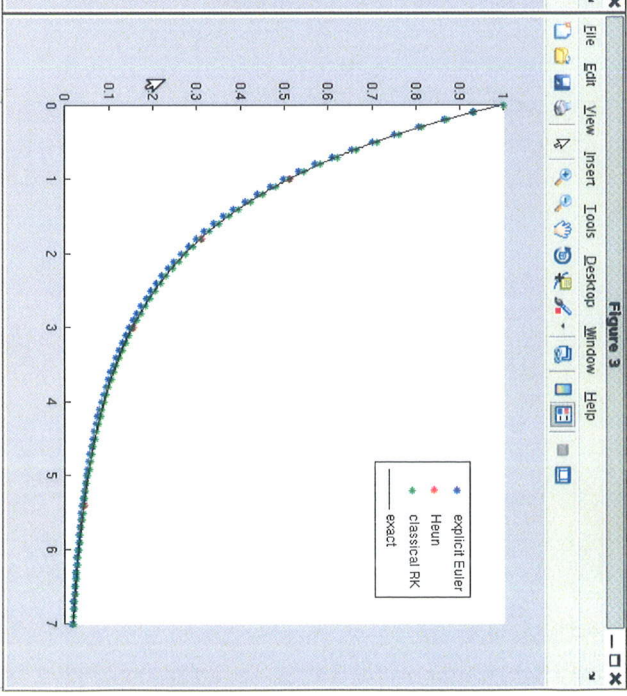 Figure 3
File Edit View Insert Tools Desktop Window Help
1
0.9
0.8
0.7
0.6
0.5
0.4
0.3
0.2
0.1
0
0 1 2 3 4 5 6 7
explicit Euler
Heun
classical RK
exact